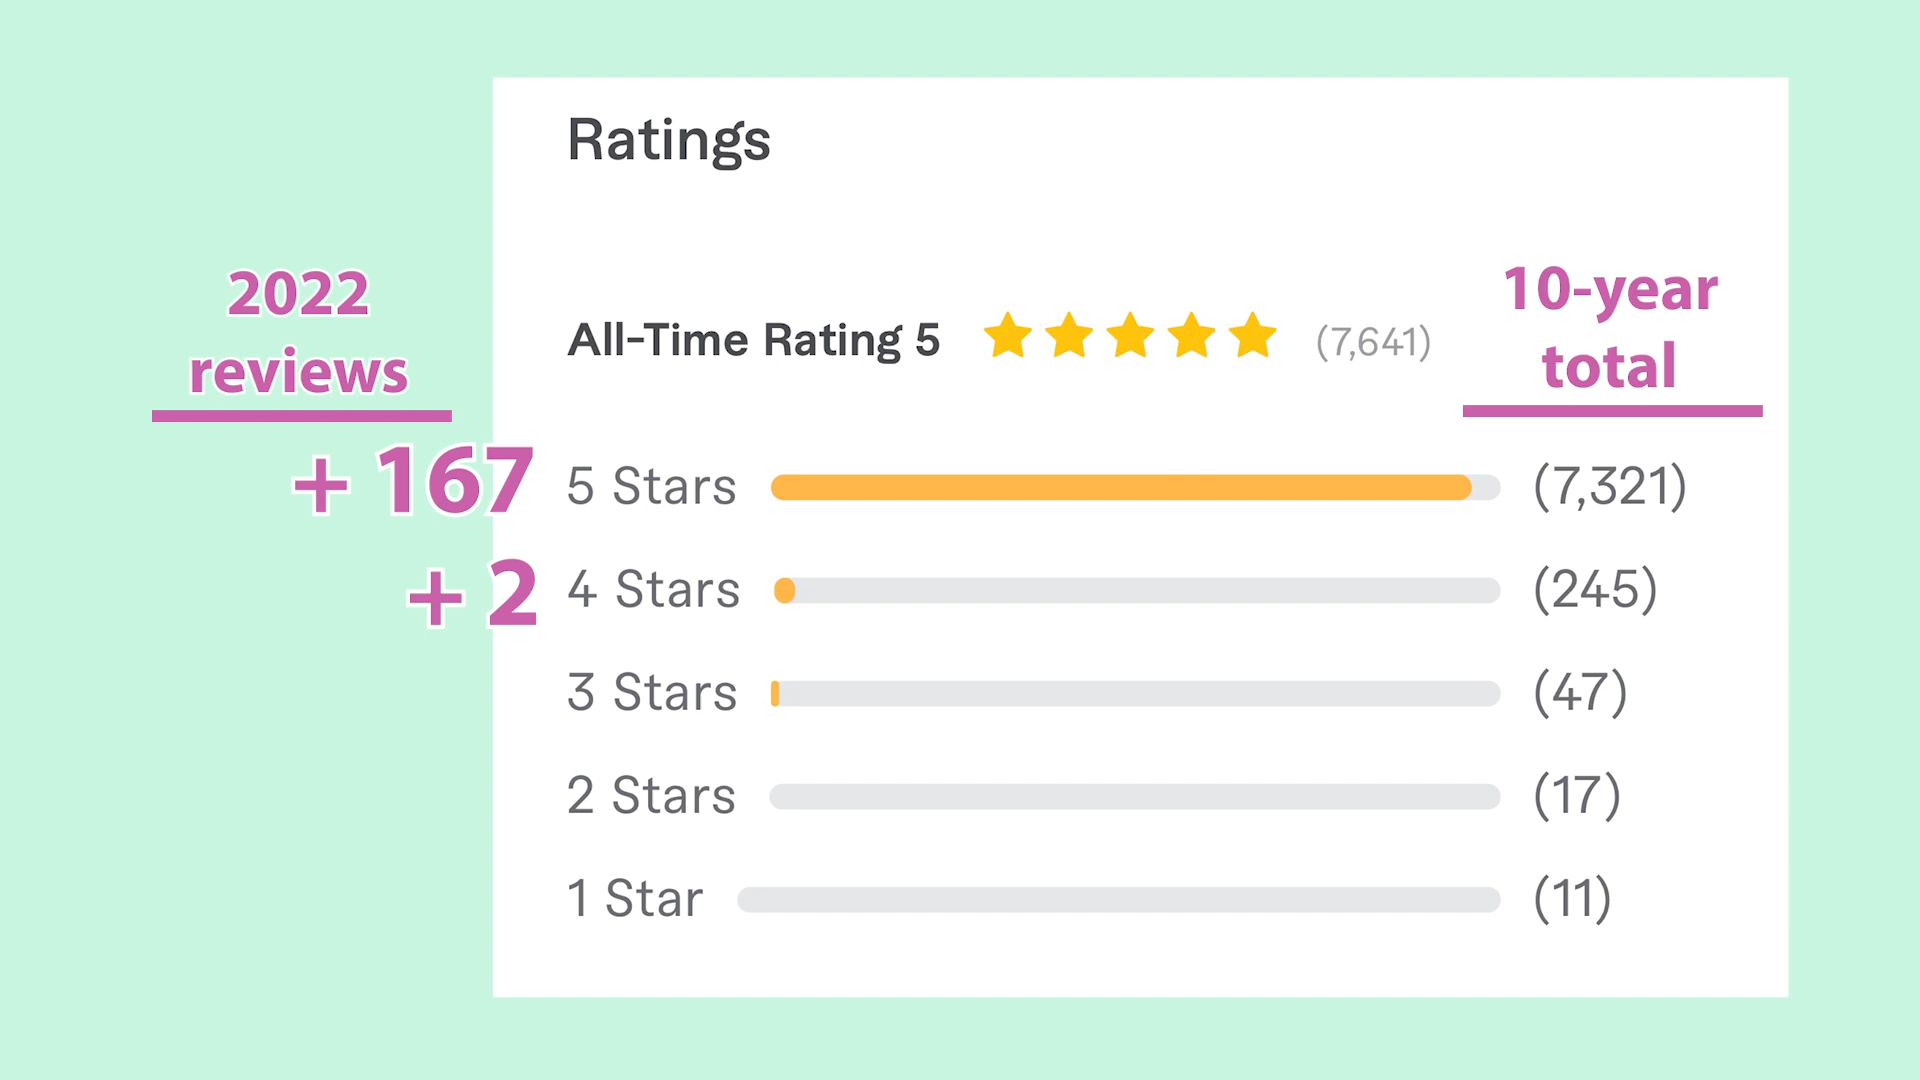 Ratings
2022
reviews
All-Time Rating 5 (7,641)
10-year
total
+ 167 5 Stars (7,321)
+ 2 4 Stars (245)
3 Stars (47)
2 Stars (17)
1 Star (11)